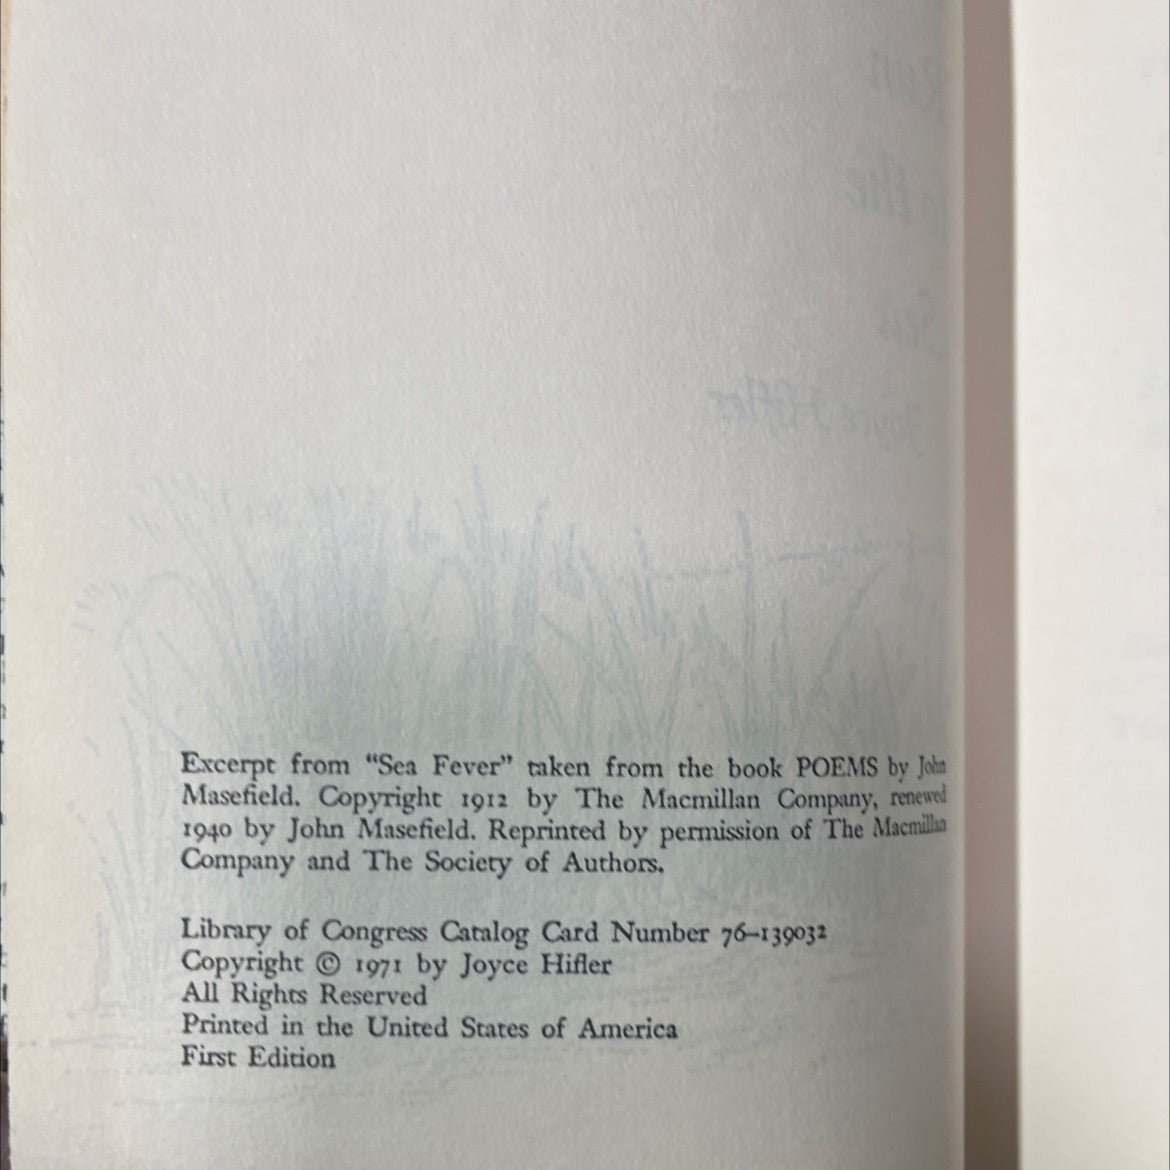 Excerpt from “Sea Fever” taken from the book POEMS by John
Masefield. Copyright 1912 by The Macmillan Company, renewed
1940 by John Masefield. Reprinted by permission of The Macmillan
Company and The Society of Authors.
Library of Congress Catalog Card Number 76–139032
Copyright © 1971 by Joyce Hifler
All Rights Reserved
Printed in the United States of America
First Edition